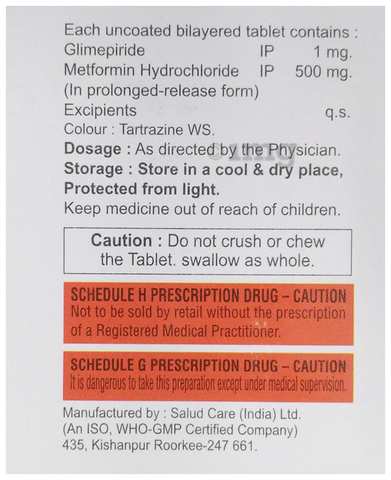 Each uncoated bilayered tablet contains :
Glimepiride IP 1 mg.
Metformin Hydrochloride IP 500 mg.
(In prolonged-release form)
Excipients q.s.
Colour : Tartrazine WS.
Dosage : As directed by the Physician.
1mg
Storage : Store in a cool & dry place,
Protected from light.
Keep medicine out of reach of children.
Caution : Do not crush or chew
the Tablet. swallow as whole.
SCHEDULE H PRESCRIPTION DRUG – CAUTION
Not to be sold by retail without the prescription
of a Registered Medical Practitioner.
SCHEDULE G PRESCRIPTION DRUG – CAUTION
It is dangerous to take this preparation except under medical supervision.
Manufactured by : Salud Care (India) Ltd.
(An ISO, WHO-GMP Certified Company)
435, Kishanpur Roorkee-247 661.